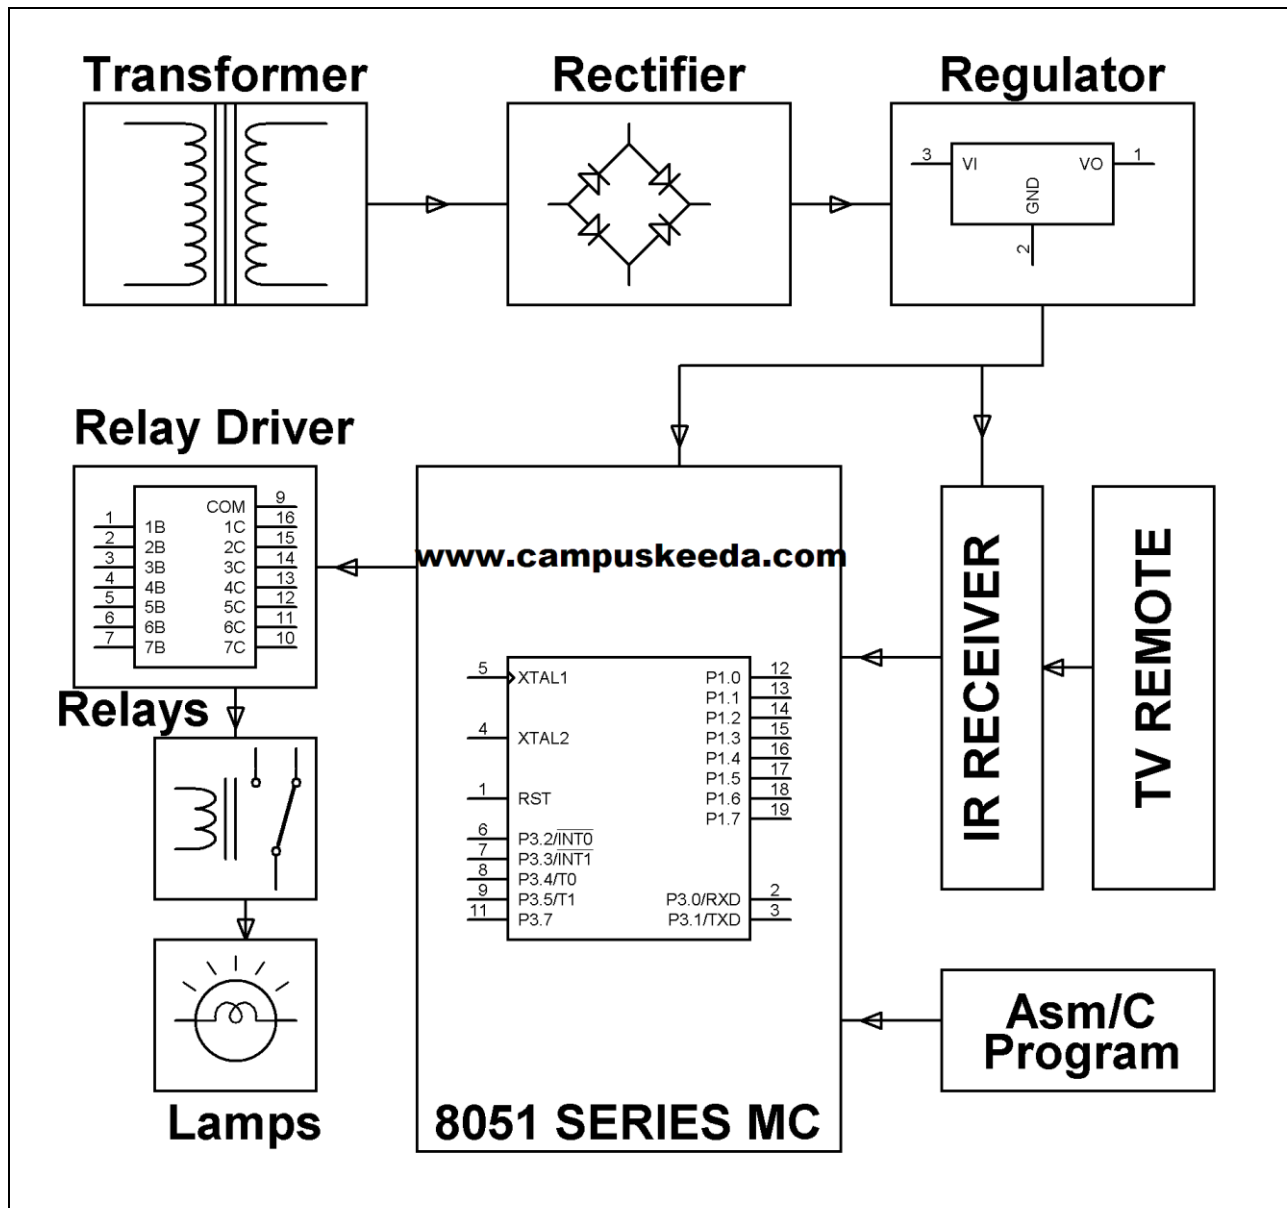 Transformer
Rectifier
Regulator
3 VI VO 1
GND
2
Relay Driver
COM 9
1 1B 1C 16
2 2B 2C 15
3 3B 3C 14
4 4B 4C 13
5 5B 5C 12
6 6B 6C 11
7 7B 7C 10
Relays
Lamps
www.campuskeeda.com
5 XTAL1 P1.0 12
P1.1 13
P1.2 14
4 XTAL2 P1.3 15
P1.4 16
P1.5 17
1 RST P1.6 18
P1.7 19
6 P3.2/INT0
7 P3.3/INT1
8 P3.4/T0
9 P3.5/T1 P3.0/RXD 2
11 P3.7 P3.1/TXD 3
8051 SERIES MC
IR RECEIVER
TV REMOTE
Asm/C
Program